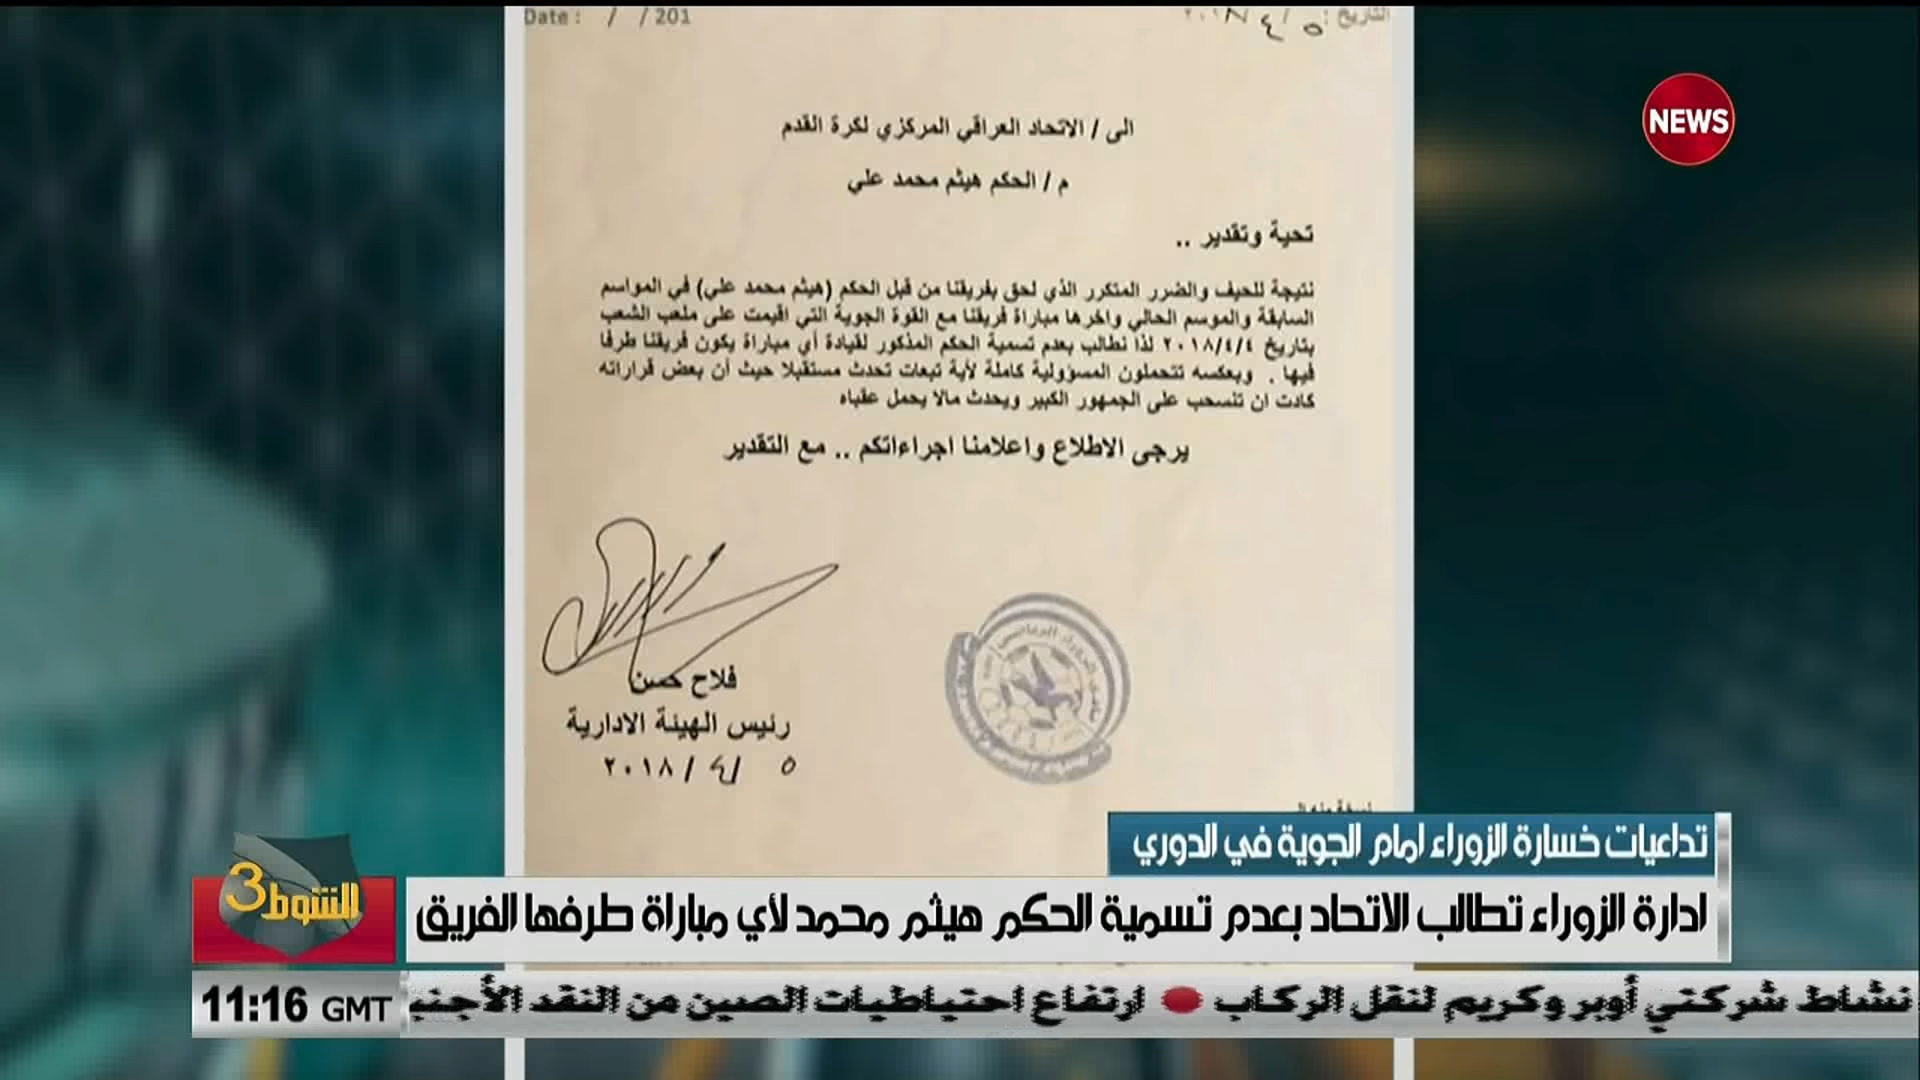 Date : / / 201
التاريخ : ٥ / ٤ / ٢٠١٨
NEWS
الى / الاتحاد العراقي المركزي لكرة القدم
م / الحكم هيثم محمد علي
تحية وتقدير ..
نتيجة للحيف والضرر المتكرر الذي لحق بفريقنا من قبل الحكم (هيثم محمد علي) في المواسم
السابقة والموسم الحالي واخرها مباراة فريقنا مع القوة الجوية التي اقيمت على ملعب الشعب
بتاريخ ٢٠١٨/٤/٤ لذا نطالب بعدم تسمية الحكم المذكور لقيادة أي مباراة يكون فريقنا طرفا
فيها . وبعكسه تتحملون المسؤولية كاملة لأية تبعات تحدث مستقبلا حيث أن بعض قراراته
كادت ان تنسحب على الجمهور الكبير ويحدث مالا يحمل عقباه
يرجى الاطلاع واعلامنا اجراءاتكم .. مع التقدير
فلاح حسن
رئيس الهيئة الادارية
٥ / ٤ / ٢٠١٨
تداعيات خسارة الزوراء امام الجوية في الدوري
ادارة الزوراء تطالب الاتحاد بعدم تسمية الحكم هيثم محمد لأي مباراة طرفها الفريق
الشوط 3
نشاط شركتي أوبر وكريم لنقل الركاب ارتفاع احتياطيات الصين من النقد الأجنبـ
11:16 GMT